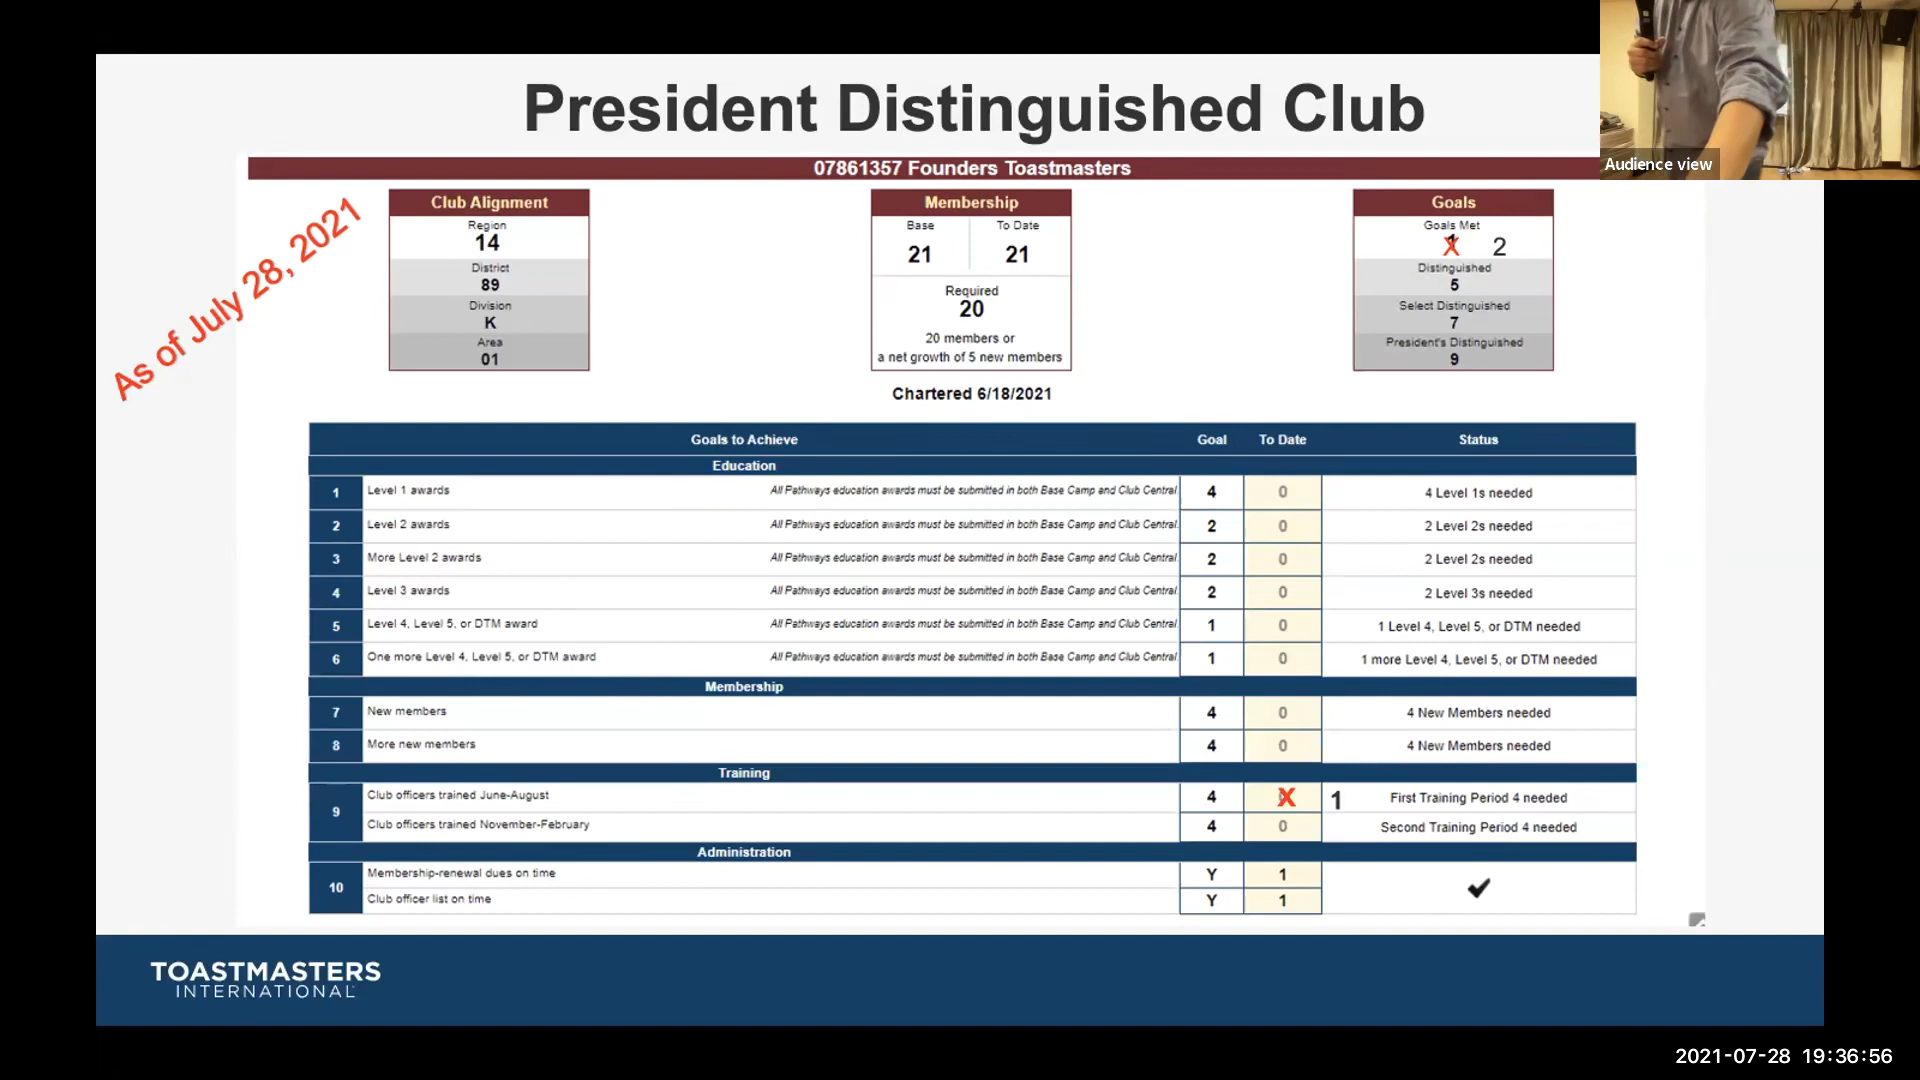 President Distinguished Club
Audience view
07861357 Founders Toastmasters
As of July 28, 2021
Club Alignment
Region
14
District
89
Division
K
Area
01
Membership
Base To Date
21 21
Required
20
20 members or
a net growth of 5 new members
Goals
Goals Met
X 2
Distinguished
5
Select Distinguished
7
President's Distinguished
9
Chartered 6/18/2021
Goals to Achieve Goal To Date Status
Education
1 Level 1 awards All Pathways education awards must be submitted in both Base Camp and Club Central. 4 0 4 Level 1s needed
2 Level 2 awards All Pathways education awards must be submitted in both Base Camp and Club Central. 2 0 2 Level 2s needed
3 More Level 2 awards All Pathways education awards must be submitted in both Base Camp and Club Central. 2 0 2 Level 2s needed
4 Level 3 awards All Pathways education awards must be submitted in both Base Camp and Club Central. 2 0 2 Level 3s needed
5 Level 4, Level 5, or DTM award All Pathways education awards must be submitted in both Base Camp and Club Central. 1 0 1 Level 4, Level 5, or DTM needed
6 One more Level 4, Level 5, or DTM award All Pathways education awards must be submitted in both Base Camp and Club Central. 1 0 1 more Level 4, Level 5, or DTM needed
Membership
7 New members 4 0 4 New Members needed
8 More new members 4 0 4 New Members needed
Training
9 Club officers trained June-August 4 X 1 First Training Period 4 needed
Club officers trained November-February 4 0 Second Training Period 4 needed
Administration
10 Membership-renewal dues on time Y 1
Club officer list on time Y 1
TOASTMASTERS
INTERNATIONAL
2021-07-28 19:36:56